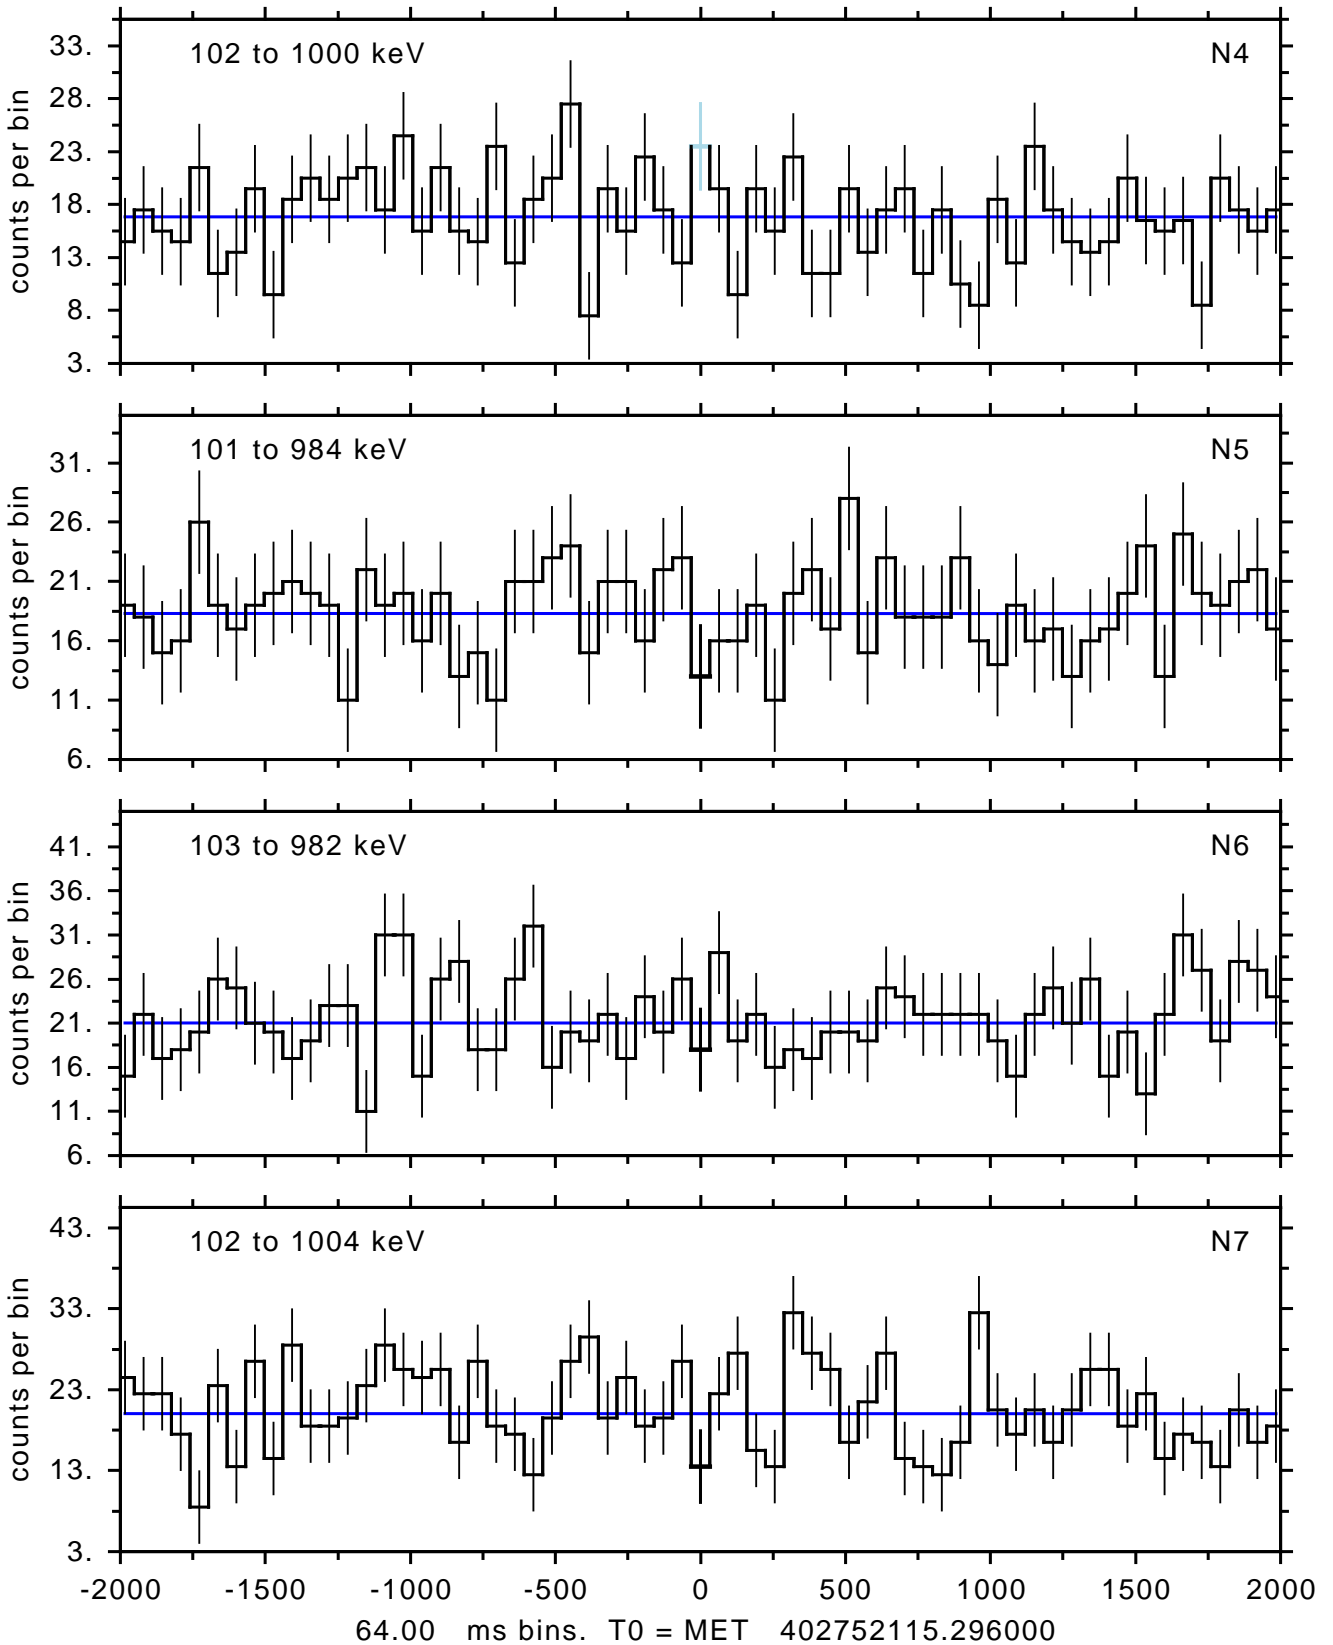 102 to 1000 keV N4
33.
28.
23.
18.
13.
8.
3.
counts per bin
101 to 984 keV N5
31.
26.
21.
16.
11.
6.
counts per bin
103 to 982 keV N6
41.
36.
31.
26.
21.
16.
11.
6.
counts per bin
102 to 1004 keV N7
43.
33.
23.
13.
3.
counts per bin
-2000 -1500 -1000 -500 0 500 1000 1500 2000
64.00 ms bins. T0 = MET 402752115.296000